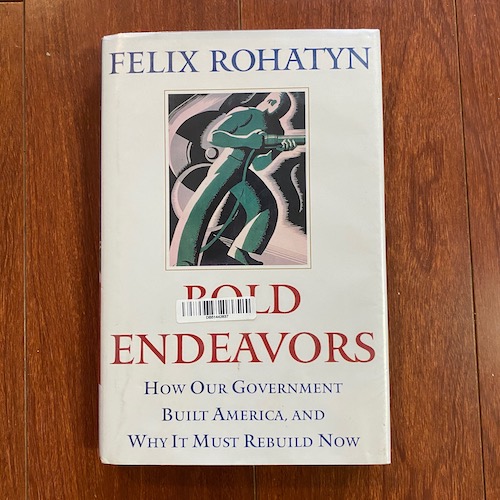 FELIX ROHATYN
BOLD
ENDEAVORS
HOW OUR GOVERNMENT
BUILT AMERICA, AND
WHY IT MUST REBUILD NOW